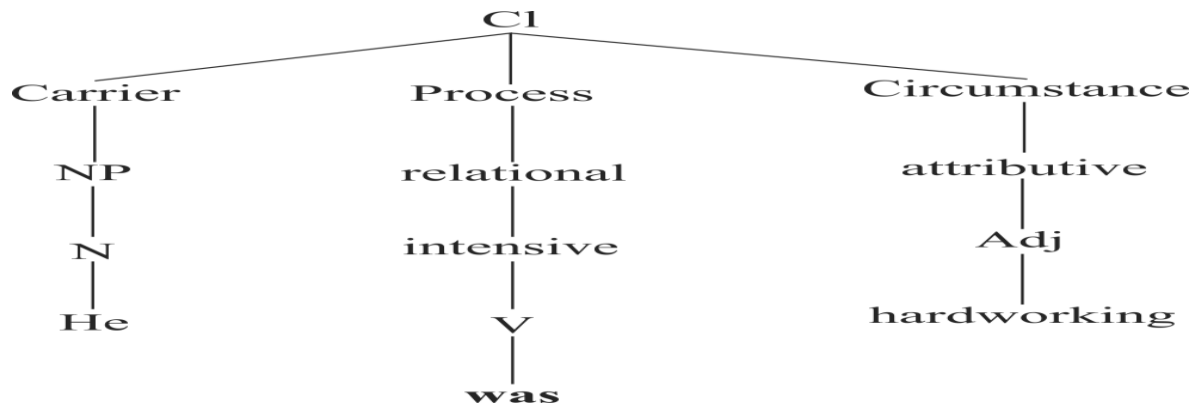 Cl
Carrier Process Circumstance
NP relational attributive
N intensive Adj
He V hardworking
was